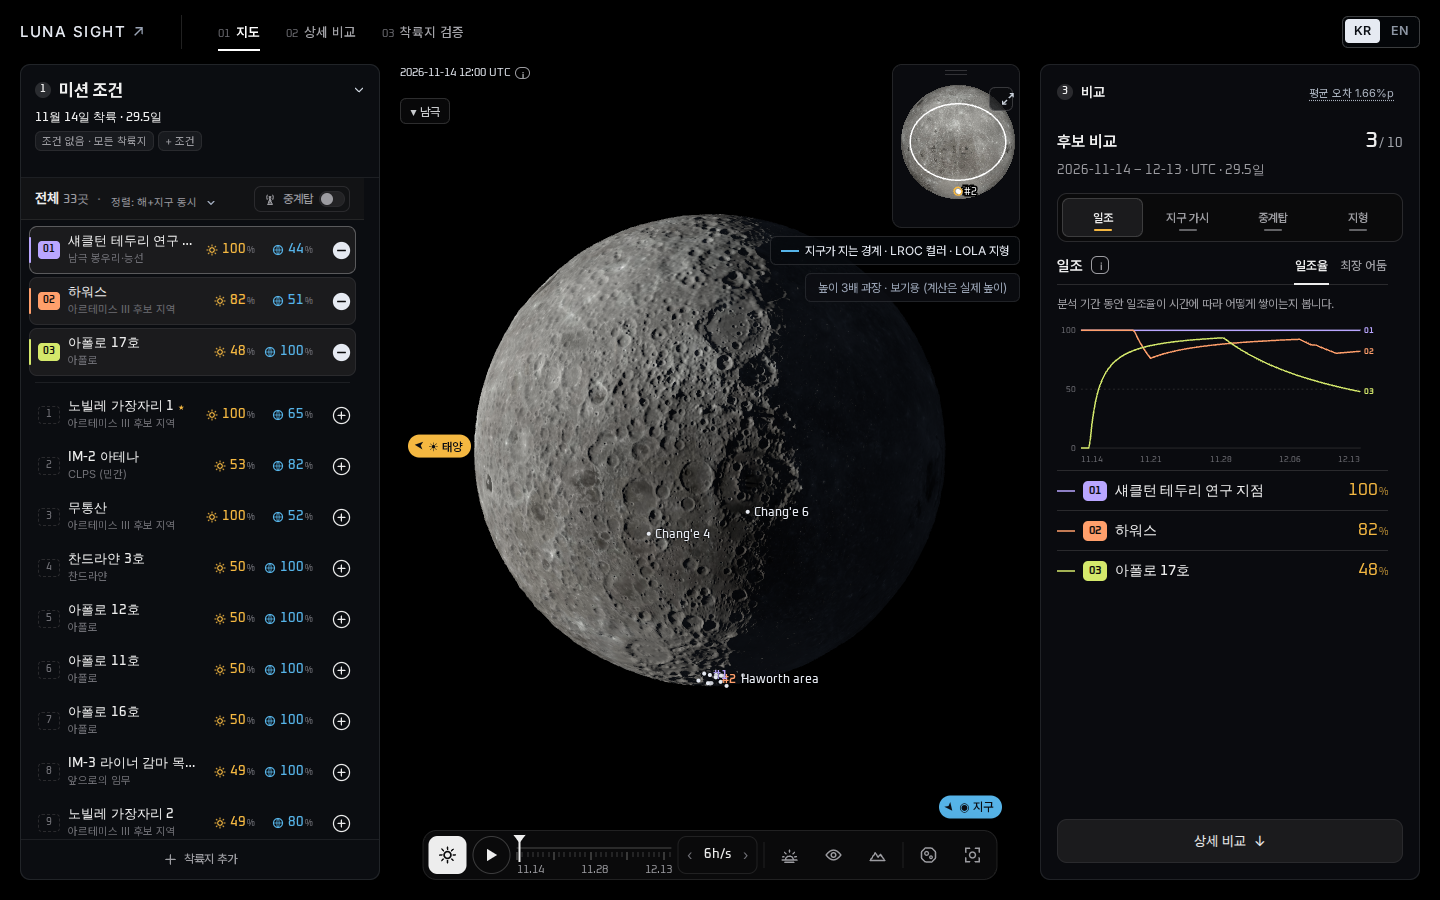 LUNA SIGHT ↗
01 지도
02 상세 비교
03 착륙지 검증
KR EN
1 미션 조건
11월 14일 착륙 · 29.5일
조건 없음 · 모든 착륙지
+ 조건
전체 33곳 · 정렬: 해+지구 동시
중계탑
01 섀클턴 테두리 연구 ... 100% 44%
남극 봉우리·능선
02 하워스 82% 51%
아르테미스 III 후보 지역
03 아폴로 17호 48% 100%
아폴로
1 노빌레 가장자리 1 ★ 100% 65%
아르테미스 III 후보 지역
2 IM-2 아테나 53% 82%
CLPS (민간)
3 무통산 100% 52%
아르테미스 III 후보 지역
4 찬드라얀 3호 50% 100%
찬드라얀
5 아폴로 12호 50% 100%
아폴로
6 아폴로 11호 50% 100%
아폴로
7 아폴로 16호 50% 100%
아폴로
8 IM-3 라이너 감마 목... 49% 100%
앞으로의 임무
9 노빌레 가장자리 2 49% 80%
아르테미스 III 후보 지역
+ 착륙지 추가
2026-11-14 12:00 UTC i
▾ 남극
#2
지구가 지는 경계 · LROC 컬러 · LOLA 지형
높이 3배 과장 · 보기용 (계산은 실제 높이)
☀ 태양
Chang'e 6
Chang'e 4
#1
#2 Haworth area
◉ 지구
11.14 11.28 12.13
‹ 6h/s ›
3 비교
평균 오차 1.66%p
후보 비교 3 / 10
2026-11-14 – 12-13 · UTC · 29.5일
일조 지구 가시 중계탑 지형
일조 i
일조율 최장 어둠
분석 기간 동안 일조율이 시간에 따라 어떻게 쌓이는지 봅니다.
100
50
0
01
02
03
11.14 11.21 11.28 12.06 12.13
01 섀클턴 테두리 연구 지점 100%
02 하워스 82%
03 아폴로 17호 48%
상세 비교 ↓